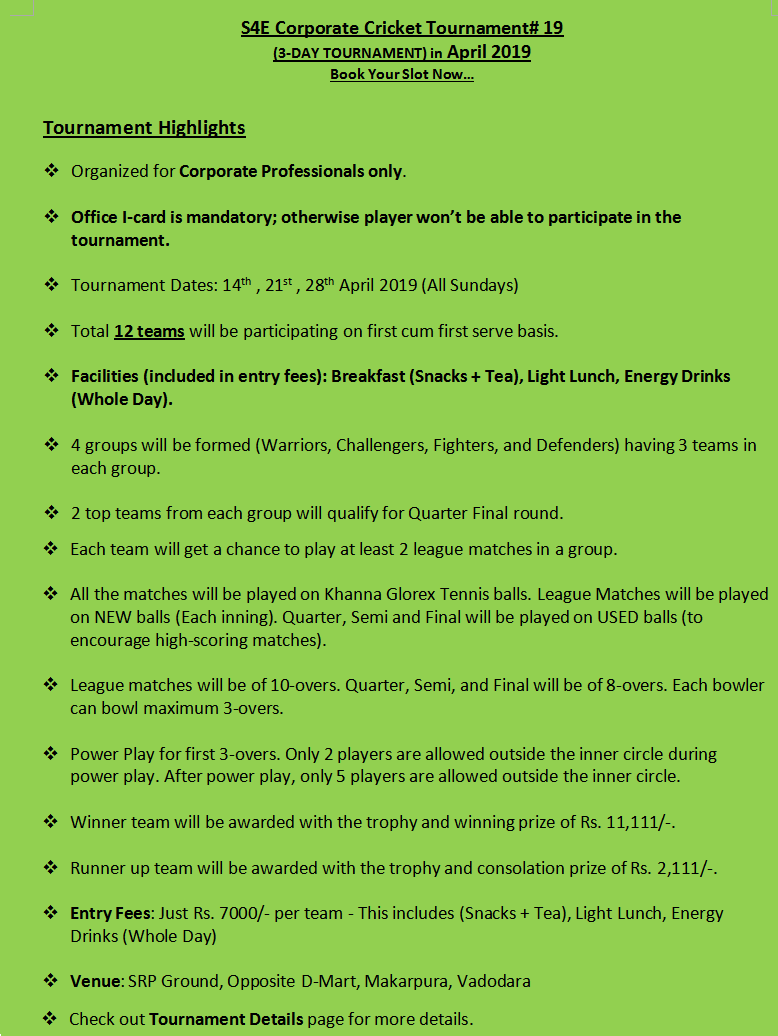 S4E Corporate Cricket Tournament# 19
(3-DAY TOURNAMENT) in April 2019
Book Your Slot Now...
Tournament Highlights
❖ Organized for Corporate Professionals only.
❖ Office I-card is mandatory; otherwise player won't be able to participate in the
tournament.
❖ Tournament Dates: 14th , 21st , 28th April 2019 (All Sundays)
❖ Total 12 teams will be participating on first cum first serve basis.
❖ Facilities (included in entry fees): Breakfast (Snacks + Tea), Light Lunch, Energy Drinks
(Whole Day).
❖ 4 groups will be formed (Warriors, Challengers, Fighters, and Defenders) having 3 teams in
each group.
❖ 2 top teams from each group will qualify for Quarter Final round.
❖ Each team will get a chance to play at least 2 league matches in a group.
❖ All the matches will be played on Khanna Glorex Tennis balls. League Matches will be played
on NEW balls (Each inning). Quarter, Semi and Final will be played on USED balls (to
encourage high-scoring matches).
❖ League matches will be of 10-overs. Quarter, Semi, and Final will be of 8-overs. Each bowler
can bowl maximum 3-overs.
❖ Power Play for first 3-overs. Only 2 players are allowed outside the inner circle during
power play. After power play, only 5 players are allowed outside the inner circle.
❖ Winner team will be awarded with the trophy and winning prize of Rs. 11,111/-.
❖ Runner up team will be awarded with the trophy and consolation prize of Rs. 2,111/-.
❖ Entry Fees: Just Rs. 7000/- per team - This includes (Snacks + Tea), Light Lunch, Energy
Drinks (Whole Day)
❖ Venue: SRP Ground, Opposite D-Mart, Makarpura, Vadodara
❖ Check out Tournament Details page for more details.